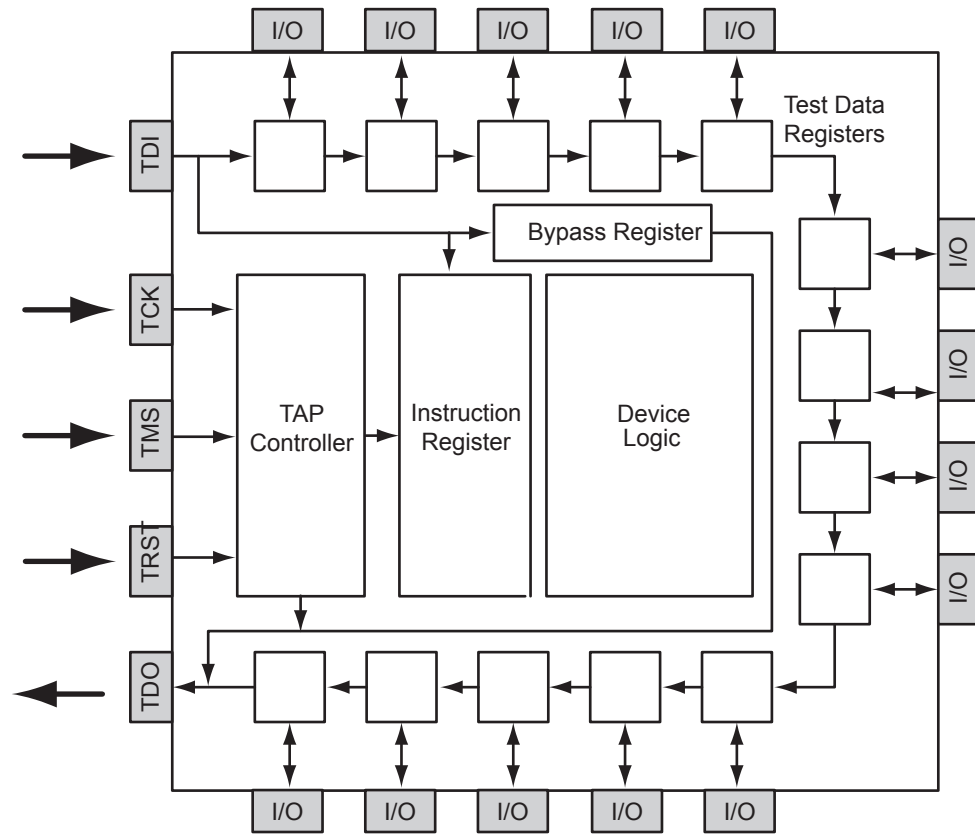 I/O
I/O
I/O
I/O
I/O
Test Data
Registers
TDI
Bypass Register
I/O
TCK
I/O
TAP
Controller
Instruction
Register
Device
Logic
TMS
I/O
TRST
I/O
TDO
I/O
I/O
I/O
I/O
I/O